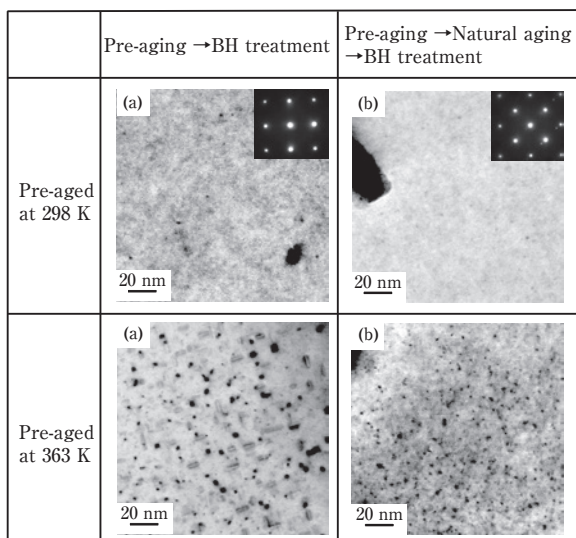 Pre-aging →BH treatment
Pre-aging →Natural aging
→BH treatment
Pre-aged
at 298 K
(a)
20 nm
(b)
20 nm
Pre-aged
at 363 K
(a)
20 nm
(b)
20 nm